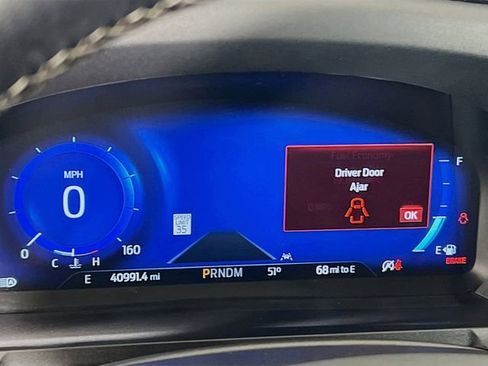 Fuel Economy
Driver Door
Ajar
OK
MPH
0
SPEED
LIMIT
35
0
160
C H
F
E
BRAKE
E 40991.4 mi PRNDM 51° 68 mi to E